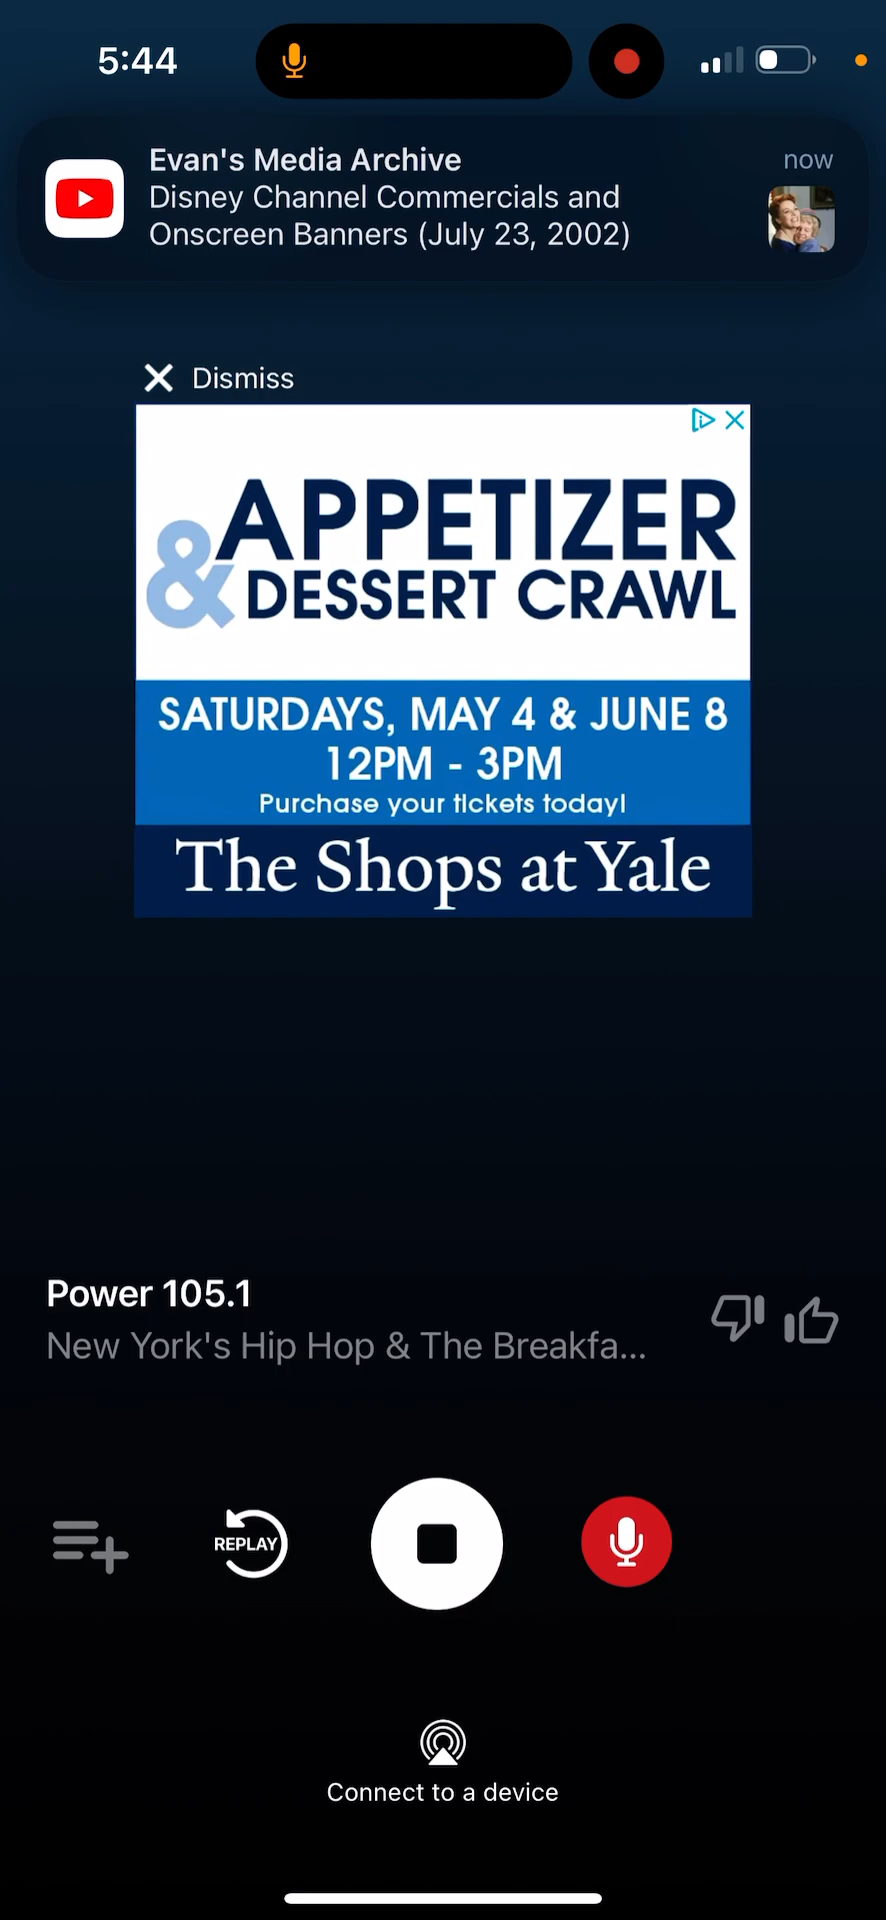 5:44
Evan's Media Archive
now
Disney Channel Commercials and
Onscreen Banners (July 23, 2002)
Dismiss
APPETIZER
& DESSERT CRAWL
SATURDAYS, MAY 4 & JUNE 8
12PM - 3PM
Purchase your tickets today!
The Shops at Yale
Power 105.1
New York's Hip Hop & The Breakfa...
REPLAY
Connect to a device